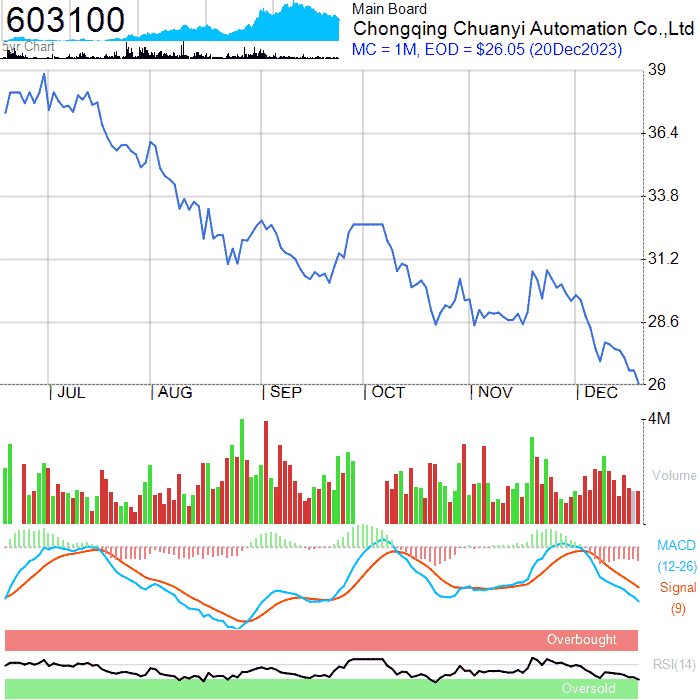 603100
5yr Chart
Main Board
Chongqing Chuanyi Automation Co.,Ltd
MC = 1M, EOD = $26.05 (20Dec2023)
39
36.4
33.8
31.2
28.6
26
JUL AUG SEP OCT NOV DEC
4M
Volume
MACD
(12-26)
Signal
(9)
Overbought
RSI(14)
Oversold